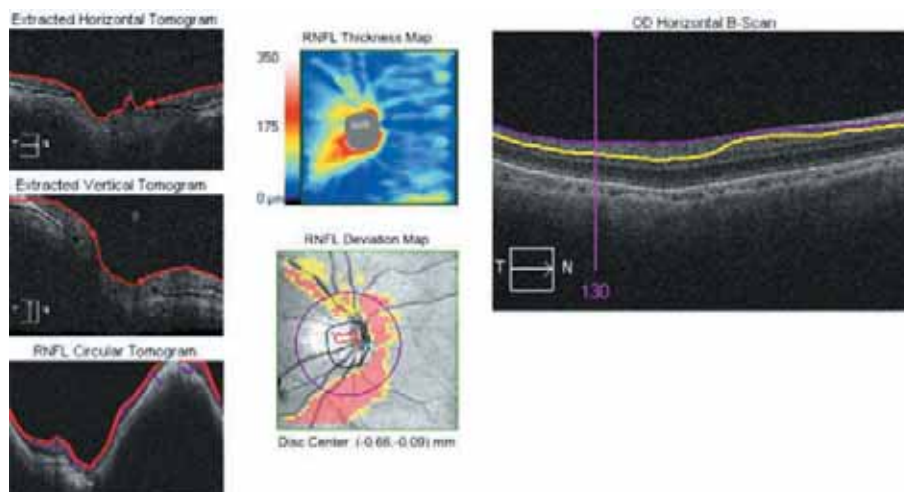 Extracted Horizontal Tomogram
T N
Extracted Vertical Tomogram
RNFL Circular Tomogram
RNFL Thickness Map
350
175
0 µm
RNFL Deviation Map
Disc Center (-0.66,-0.09) mm
OD Horizontal B-Scan
T N
130